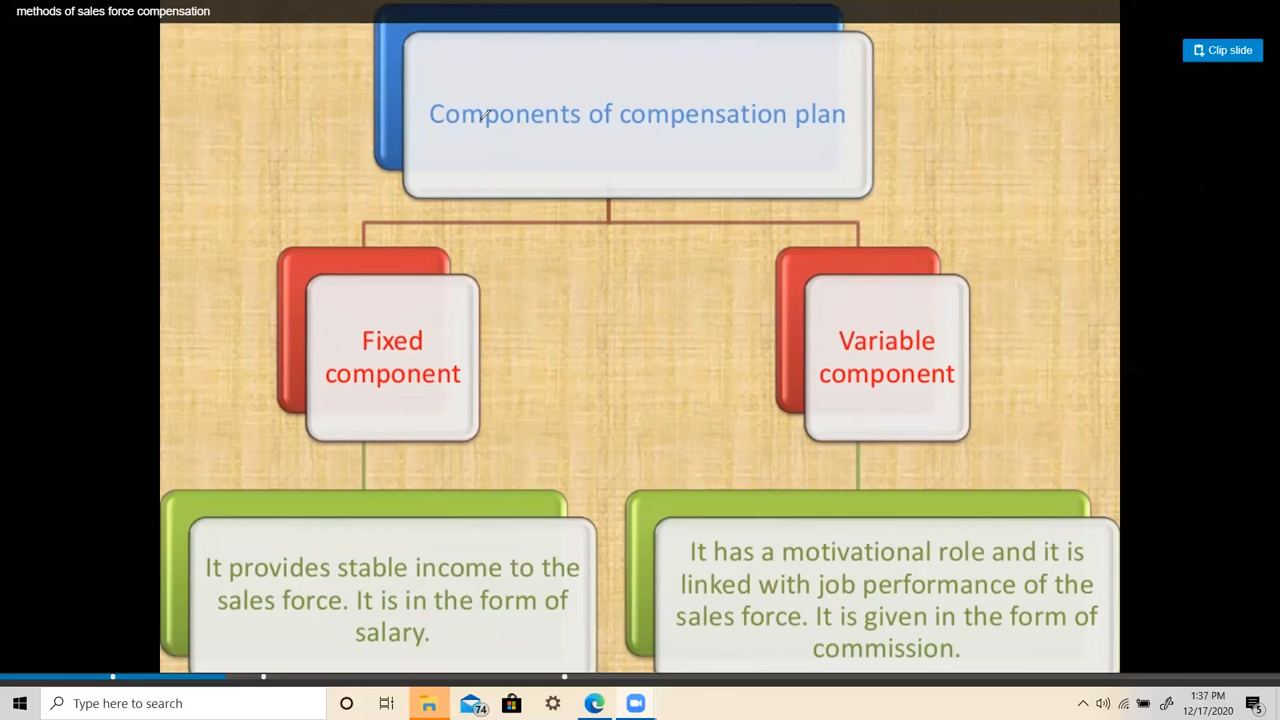 methods of sales force compensation
Clip slide
Components of compensation plan
Fixed
component
Variable
component
It provides stable income to the
sales force. It is in the form of
salary.
It has a motivational role and it is
linked with job performance of the
sales force. It is given in the form of
commission.
Type here to search
74
1:37 PM
12/17/2020
5